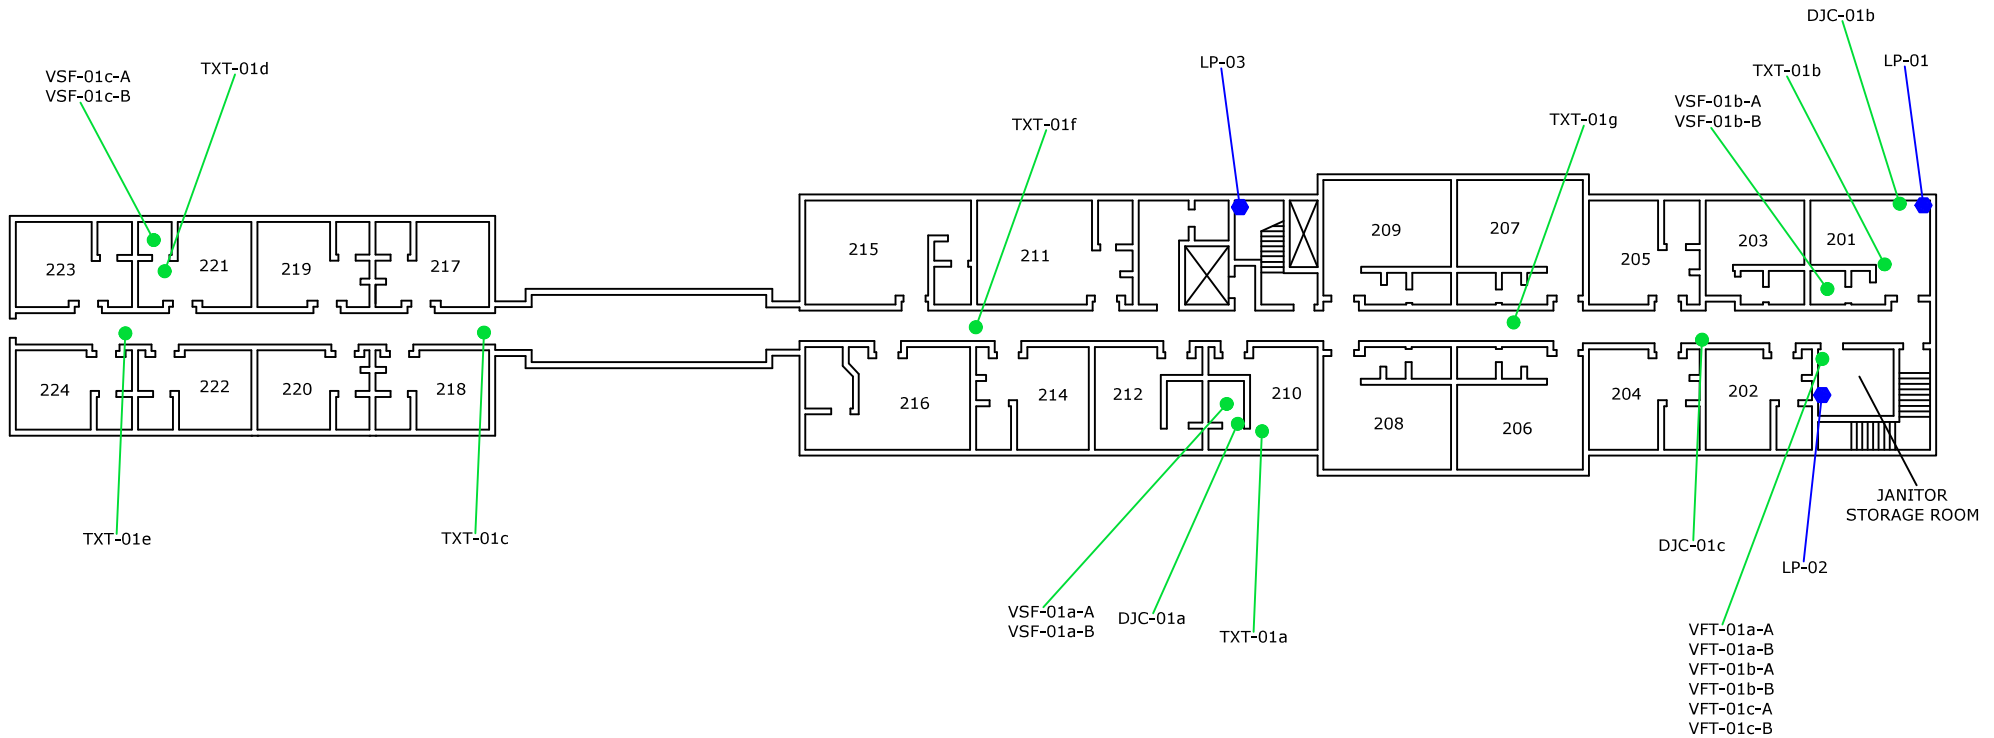 DJC-01b
LP-03
LP-01
TXT-01d
TXT-01b
VSF-01c-A
VSF-01c-B
VSF-01b-A
VSF-01b-B
TXT-01f
TXT-01g
209
207
203
201
215
211
205
223
221
219
217
224
222
220
218
216
214
212
210
208
206
204
202
JANITOR
STORAGE ROOM
TXT-01e
TXT-01c
DJC-01c
LP-02
VSF-01a-A
VSF-01a-B
DJC-01a
TXT-01a
VFT-01a-A
VFT-01a-B
VFT-01b-A
VFT-01b-B
VFT-01c-A
VFT-01c-B